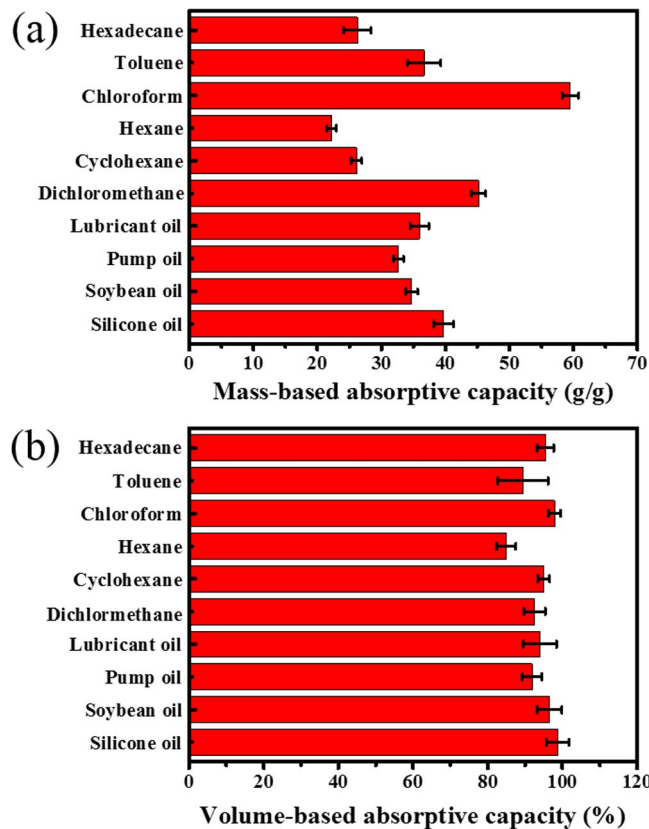 (a)
Hexadecane
Toluene
Chloroform
Hexane
Cyclohexane
Dichloromethane
Lubricant oil
Pump oil
Soybean oil
Silicone oil
0 10 20 30 40 50 60 70
Mass-based absorptive capacity (g/g)
(b)
Hexadecane
Toluene
Chloroform
Hexane
Cyclohexane
Dichlormethane
Lubricant oil
Pump oil
Soybean oil
Silicone oil
0 20 40 60 80 100 120
Volume-based absorptive capacity (%)